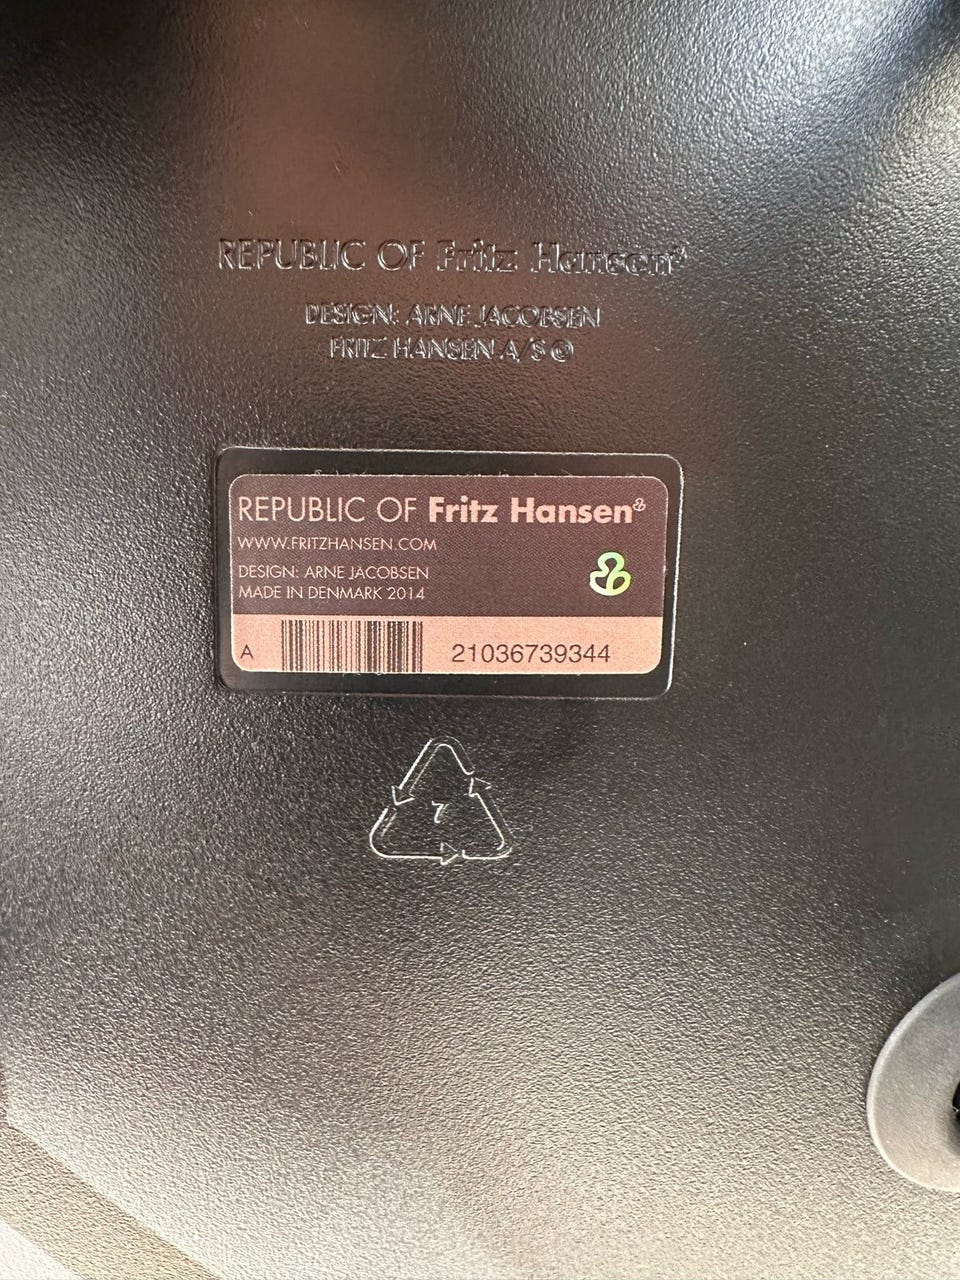 REPUBLIC OF Fritz Hansen
DESIGN: ARNE JACOBSEN
FRITZ HANSEN A/S ©
REPUBLIC OF Fritz Hansen
WWW.FRITZHANSEN.COM
DESIGN: ARNE JACOBSEN
MADE IN DENMARK 2014
A 21036739344
7